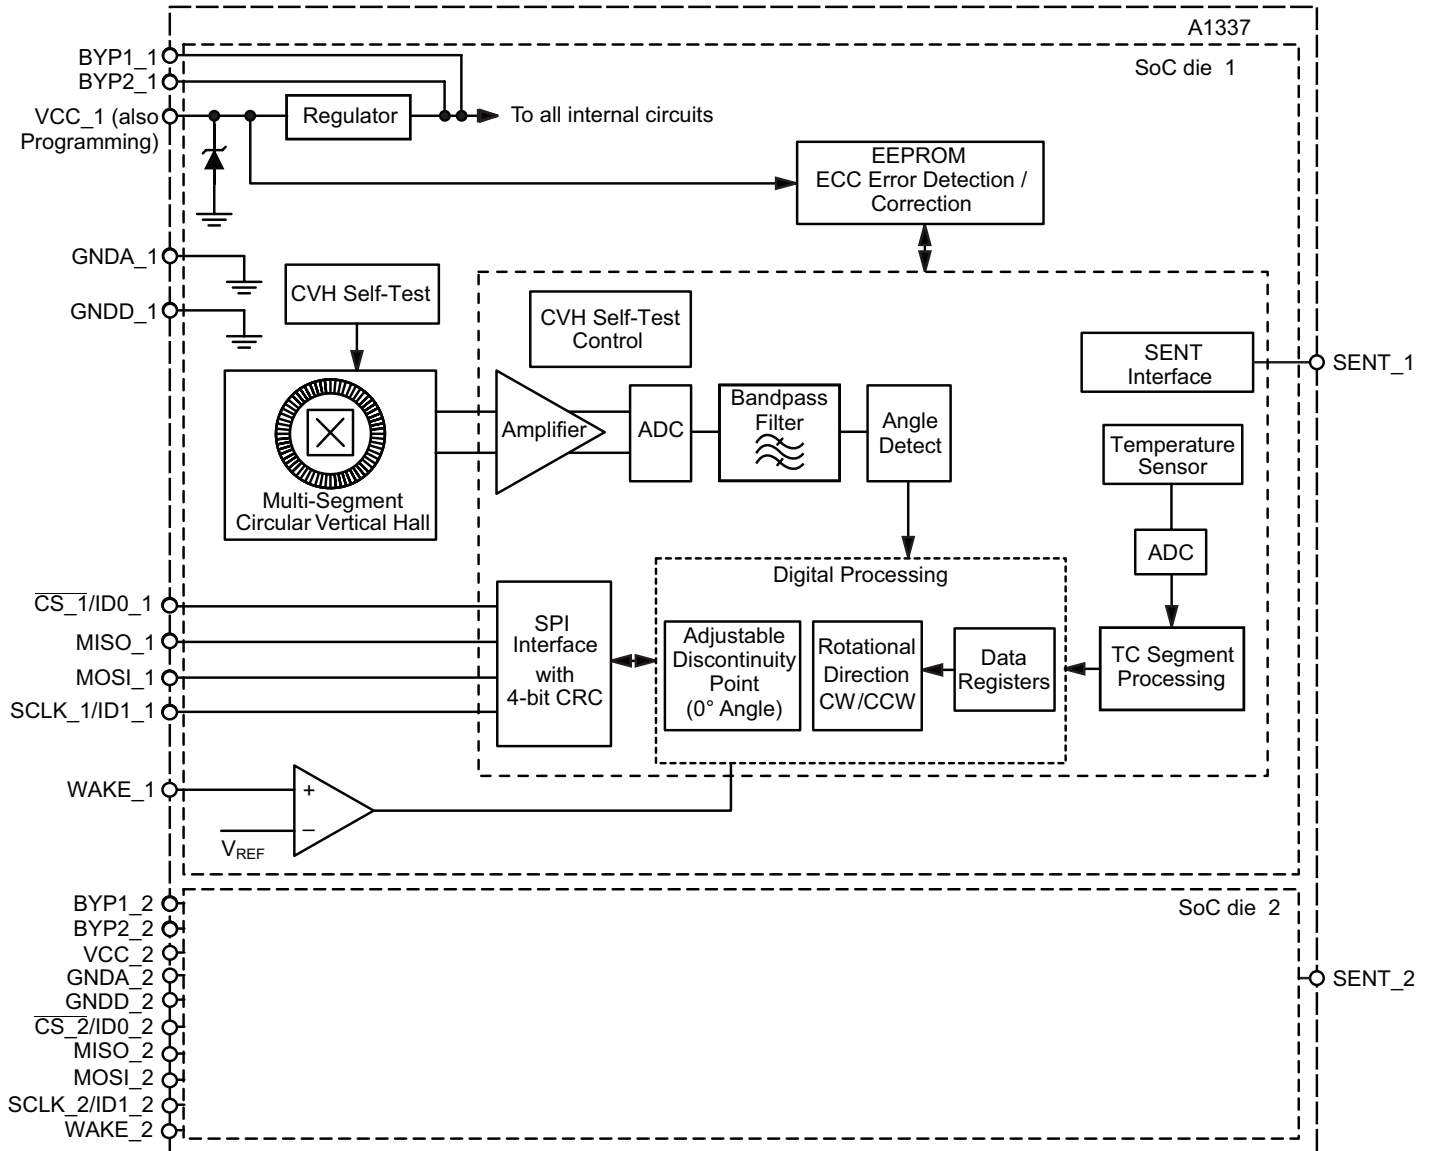 A1337
SoC die 1
BYP1_1
BYP2_1
VCC_1 (also
Programming)
Regulator
To all internal circuits
EEPROM
ECC Error Detection /
Correction
GNDA_1
GNDD_1
CVH Self-Test
CVH Self-Test
Control
SENT
Interface
SENT_1
Multi-Segment
Circular Vertical Hall
Amplifier
ADC
Bandpass
Filter
Angle
Detect
Temperature
Sensor
ADC
TC Segment
Processing
Digital Processing
Adjustable
Discontinuity
Point
(0° Angle)
Rotational
Direction
CW/CCW
Data
Registers
CS_1/ID0_1
MISO_1
MOSI_1
SCLK_1/ID1_1
SPI
Interface
with
4-bit CRC
WAKE_1
+
–
VREF
SoC die 2
BYP1_2
BYP2_2
VCC_2
GNDA_2
GNDD_2
CS_2/ID0_2
MISO_2
MOSI_2
SCLK_2/ID1_2
WAKE_2
SENT_2